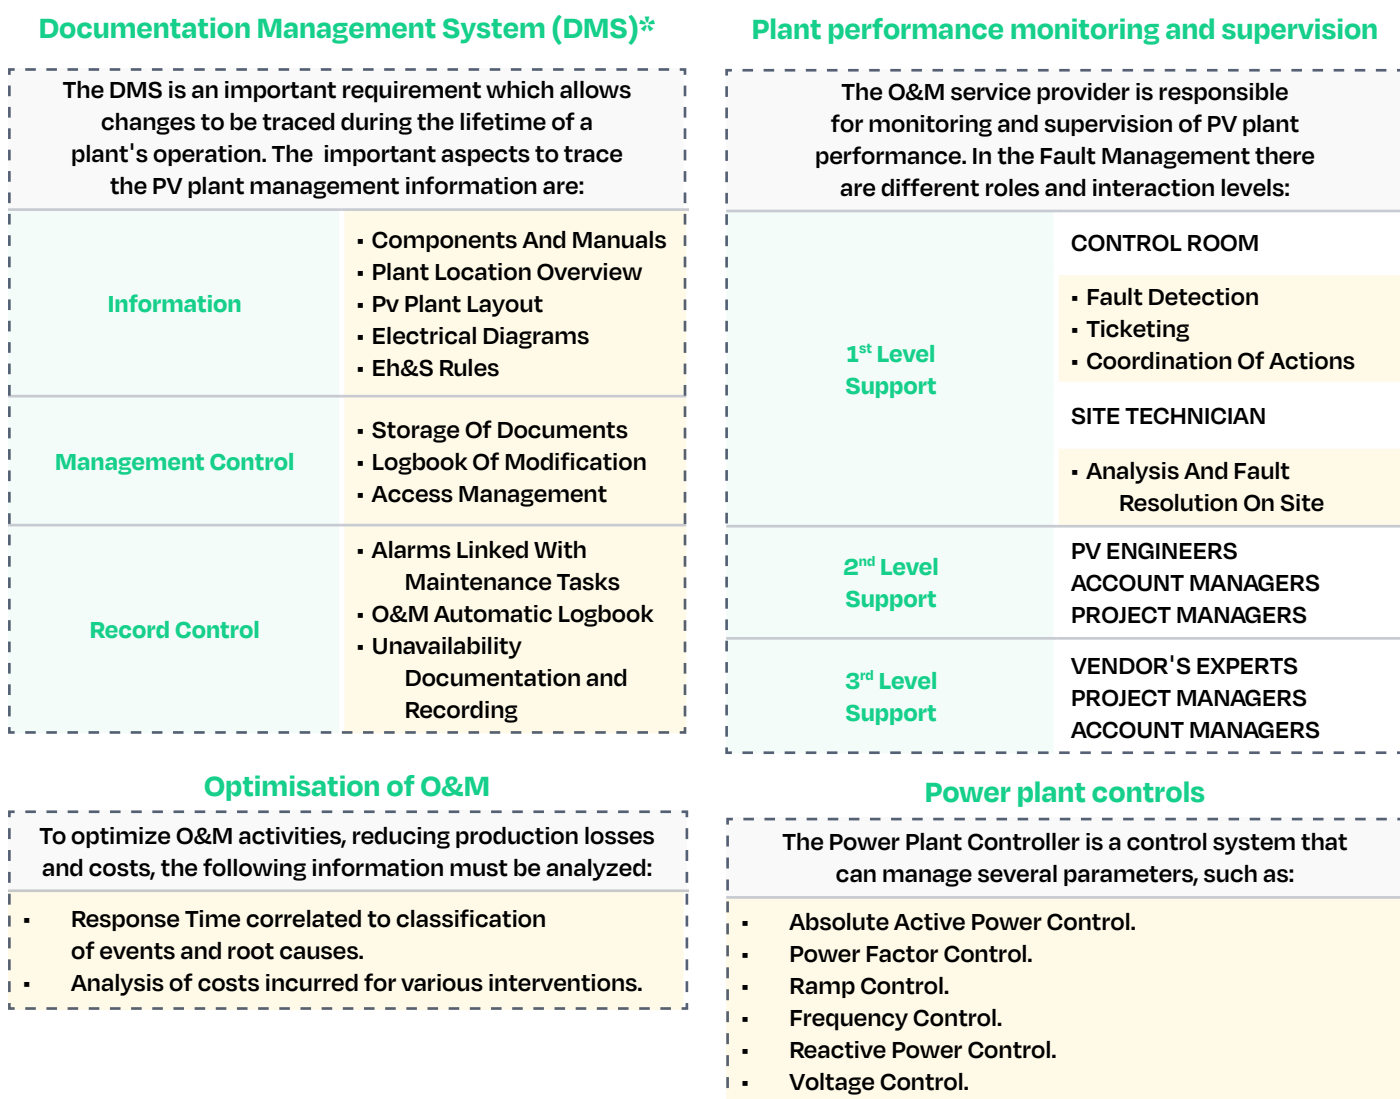 Documentation Management System (DMS)*
The DMS is an important requirement which allows
changes to be traced during the lifetime of a
plant's operation. The  important aspects to trace
the PV plant management information are:
Information
▪ Components And Manuals
▪ Plant Location Overview
▪ Pv Plant Layout
▪ Electrical Diagrams
▪ Eh&S Rules
Management Control
▪ Storage Of Documents
▪ Logbook Of Modification
▪ Access Management
Record Control
▪ Alarms Linked With
Maintenance Tasks
▪ O&M Automatic Logbook
▪ Unavailability
Documentation and
Recording
Optimisation of O&M
To optimize O&M activities, reducing production losses
and costs, the following information must be analyzed:
▪ Response Time correlated to classification
of events and root causes.
▪ Analysis of costs incurred for various interventions.
Plant performance monitoring and supervision
The O&M service provider is responsible
for monitoring and supervision of PV plant
performance. In the Fault Management there
are different roles and interaction levels:
1st Level
Support
CONTROL ROOM
▪ Fault Detection
▪ Ticketing
▪ Coordination Of Actions
SITE TECHNICIAN
▪ Analysis And Fault
Resolution On Site
2nd Level
Support
PV ENGINEERS
ACCOUNT MANAGERS
PROJECT MANAGERS
3rd Level
Support
VENDOR'S EXPERTS
PROJECT MANAGERS
ACCOUNT MANAGERS
Power plant controls
The Power Plant Controller is a control system that
can manage several parameters, such as:
▪ Absolute Active Power Control.
▪ Power Factor Control.
▪ Ramp Control.
▪ Frequency Control.
▪ Reactive Power Control.
▪ Voltage Control.